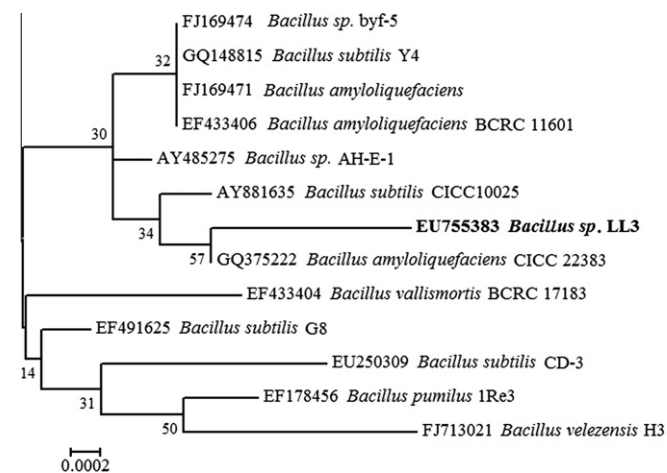 FJ169474 Bacillus sp. byf-5
GQ148815 Bacillus subtilis Y4
32
FJ169471 Bacillus amyloliquefaciens
EF433406 Bacillus amyloliquefaciens BCRC 11601
30
AY485275 Bacillus sp. AH-E-1
AY881635 Bacillus subtilis CICC10025
34
EU755383 Bacillus sp. LL3
57
GQ375222 Bacillus amyloliquefaciens CICC 22383
EF433404 Bacillus vallismortis BCRC 17183
EF491625 Bacillus subtilis G8
14
EU250309 Bacillus subtilis CD-3
31
EF178456 Bacillus pumilus 1Re3
50
FJ713021 Bacillus velezensis H3
0.0002